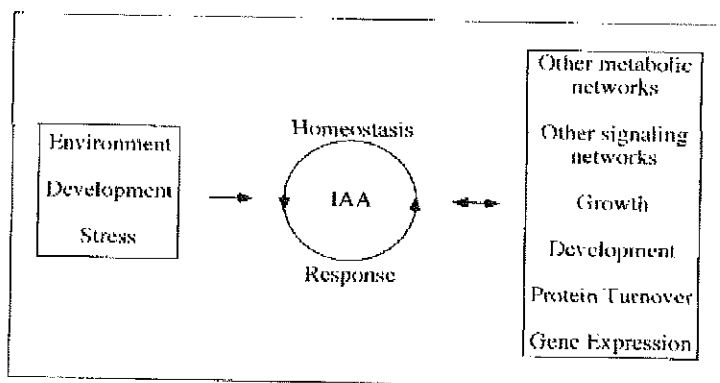 Environment
Development
Stress
Homeostasis
IAA
Response
Other metabolic
networks
Other signaling
networks
Growth
Development
Protein Turnover
Gene Expression